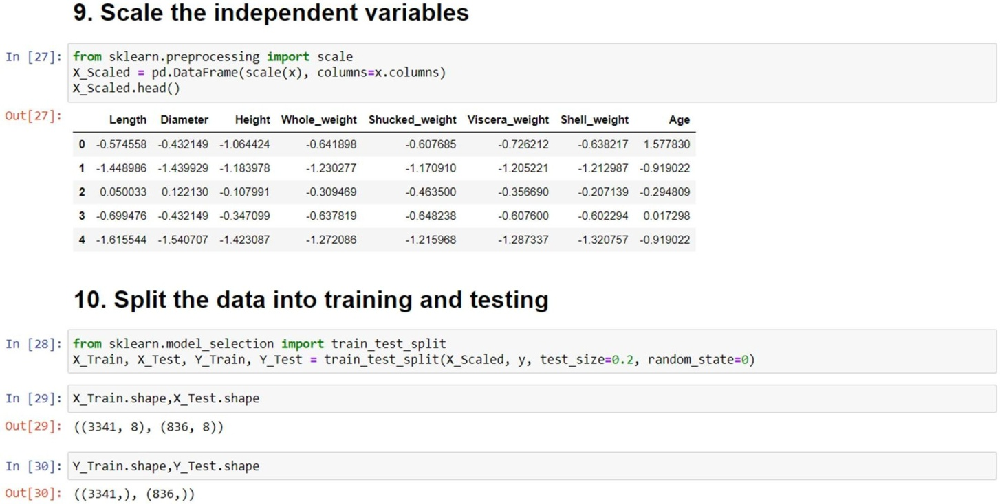 9. Scale the independent variables
In [27]: from sklearn.preprocessing import scale
X_Scaled = pd.DataFrame(scale(x), columns=x.columns)
X_Scaled.head()
Out[27]:
Length Diameter Height Whole_weight Shucked_weight Viscera_weight Shell_weight Age
0 -0.574558 -0.432149 -1.064424 -0.641898 -0.607685 -0.726212 -0.638217 1.577830
1 -1.448986 -1.439929 -1.183978 -1.230277 -1.170910 -1.205221 -1.212987 -0.919022
2 0.050033 0.122130 -0.107991 -0.309469 -0.463500 -0.356690 -0.207139 -0.294809
3 -0.699476 -0.432149 -0.347099 -0.637819 -0.648238 -0.607600 -0.602294 0.017298
4 -1.615544 -1.540707 -1.423087 -1.272086 -1.215968 -1.287337 -1.320757 -0.919022
10. Split the data into training and testing
In [28]: from sklearn.model_selection import train_test_split
X_Train, X_Test, Y_Train, Y_Test = train_test_split(X_Scaled, y, test_size=0.2, random_state=0)
In [29]: X_Train.shape,X_Test.shape
Out[29]: ((3341, 8), (836, 8))
In [30]: Y_Train.shape,Y_Test.shape
Out[30]: ((3341,), (836,))